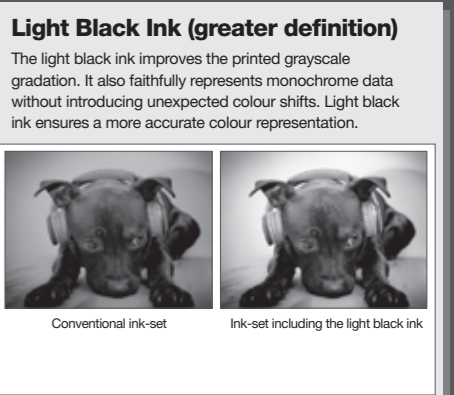 Light Black Ink (greater definition)
The light black ink improves the printed grayscale
gradation. It also faithfully represents monochrome data
without introducing unexpected colour shifts. Light black
ink ensures a more accurate colour representation.
Conventional ink-set
Ink-set including the light black ink